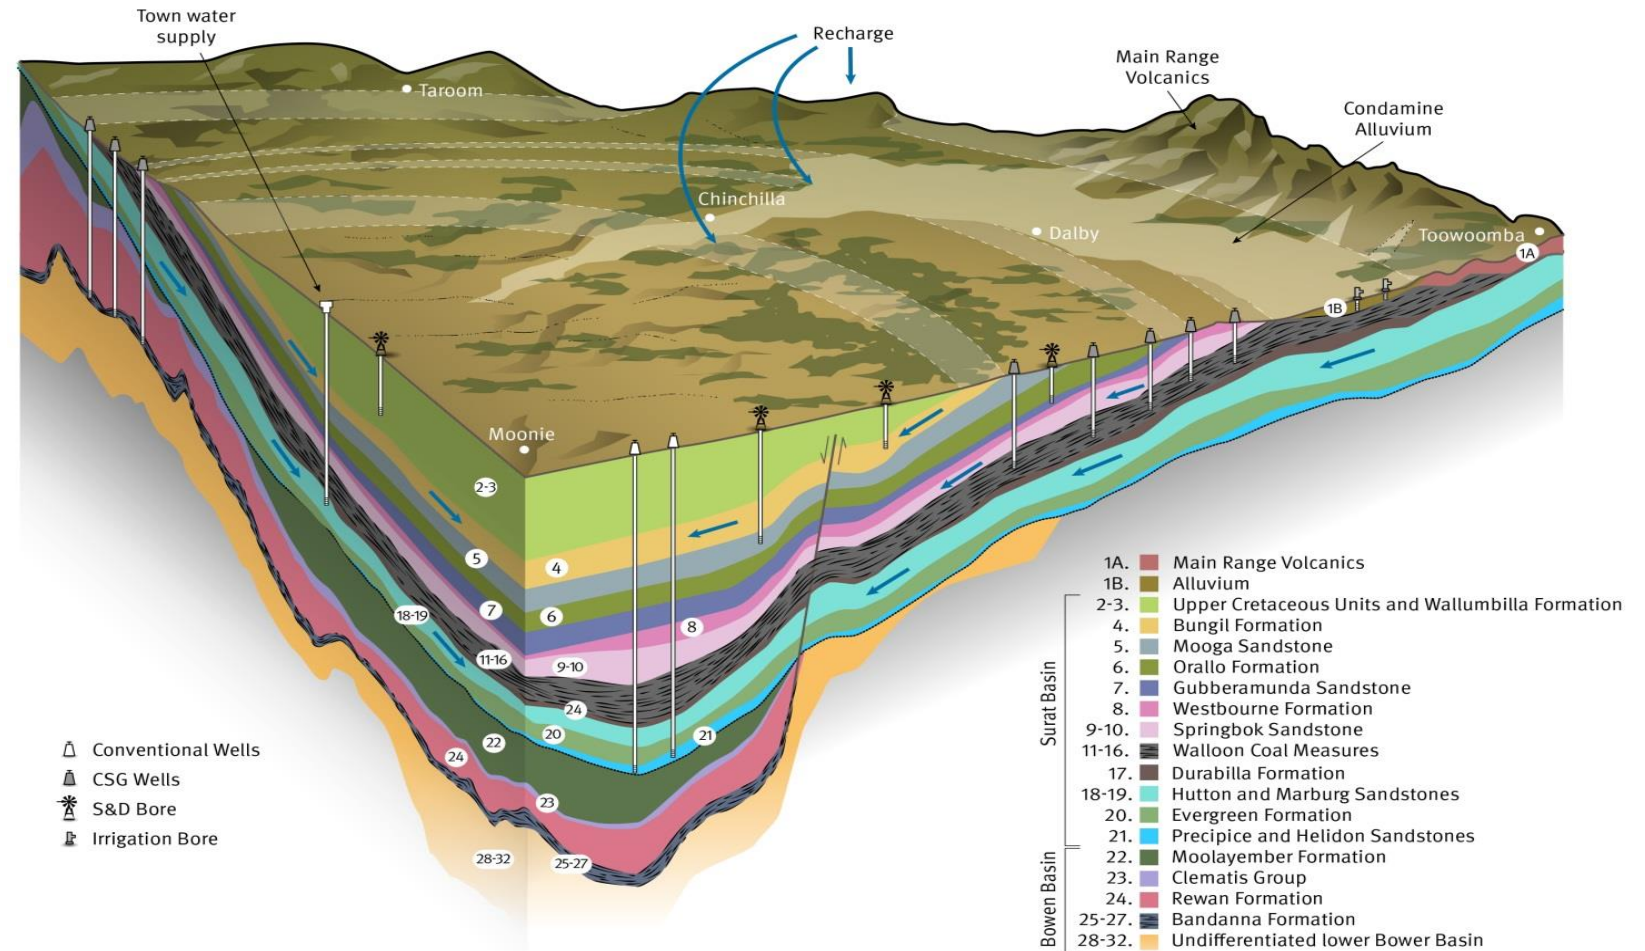 Town water
supply
Recharge
Main Range
Volcanics
Condamine
Alluvium
Taroom
Chinchilla
Dalby
Toowoomba
1A
1B
Moonie
2-3
5
4
7
6
18-19
8
11-16
9-10
24
20
21
22
24
23
28-32
25-27
Conventional Wells
CSG Wells
S&D Bore
Irrigation Bore
Surat Basin
Bowen Basin
1A. Main Range Volcanics
1B. Alluvium
2-3. Upper Cretaceous Units and Wallumbilla Formation
4. Bungil Formation
5. Mooga Sandstone
6. Orallo Formation
7. Gubberamunda Sandstone
8. Westbourne Formation
9-10. Springbok Sandstone
11-16. Walloon Coal Measures
17. Durabilla Formation
18-19. Hutton and Marburg Sandstones
20. Evergreen Formation
21. Precipice and Helidon Sandstones
22. Moolayember Formation
23. Clematis Group
24. Rewan Formation
25-27. Bandanna Formation
28-32. Undifferentiated lower Bower Basin